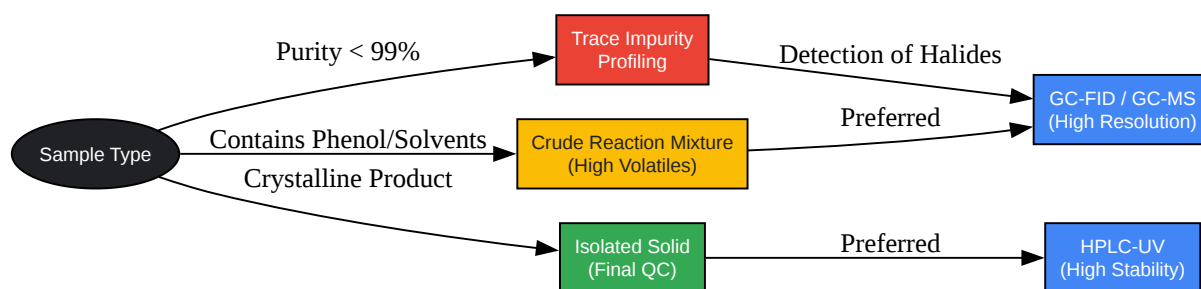 Sample Type
Purity < 99%
Contains Phenol/Solvents
Crystalline Product
Trace Impurity
Profiling
Crude Reaction Mixture
(High Volatiles)
Isolated Solid
(Final QC)
Detection of Halides
Preferred
Preferred
GC-FID / GC-MS
(High Resolution)
HPLC-UV
(High Stability)